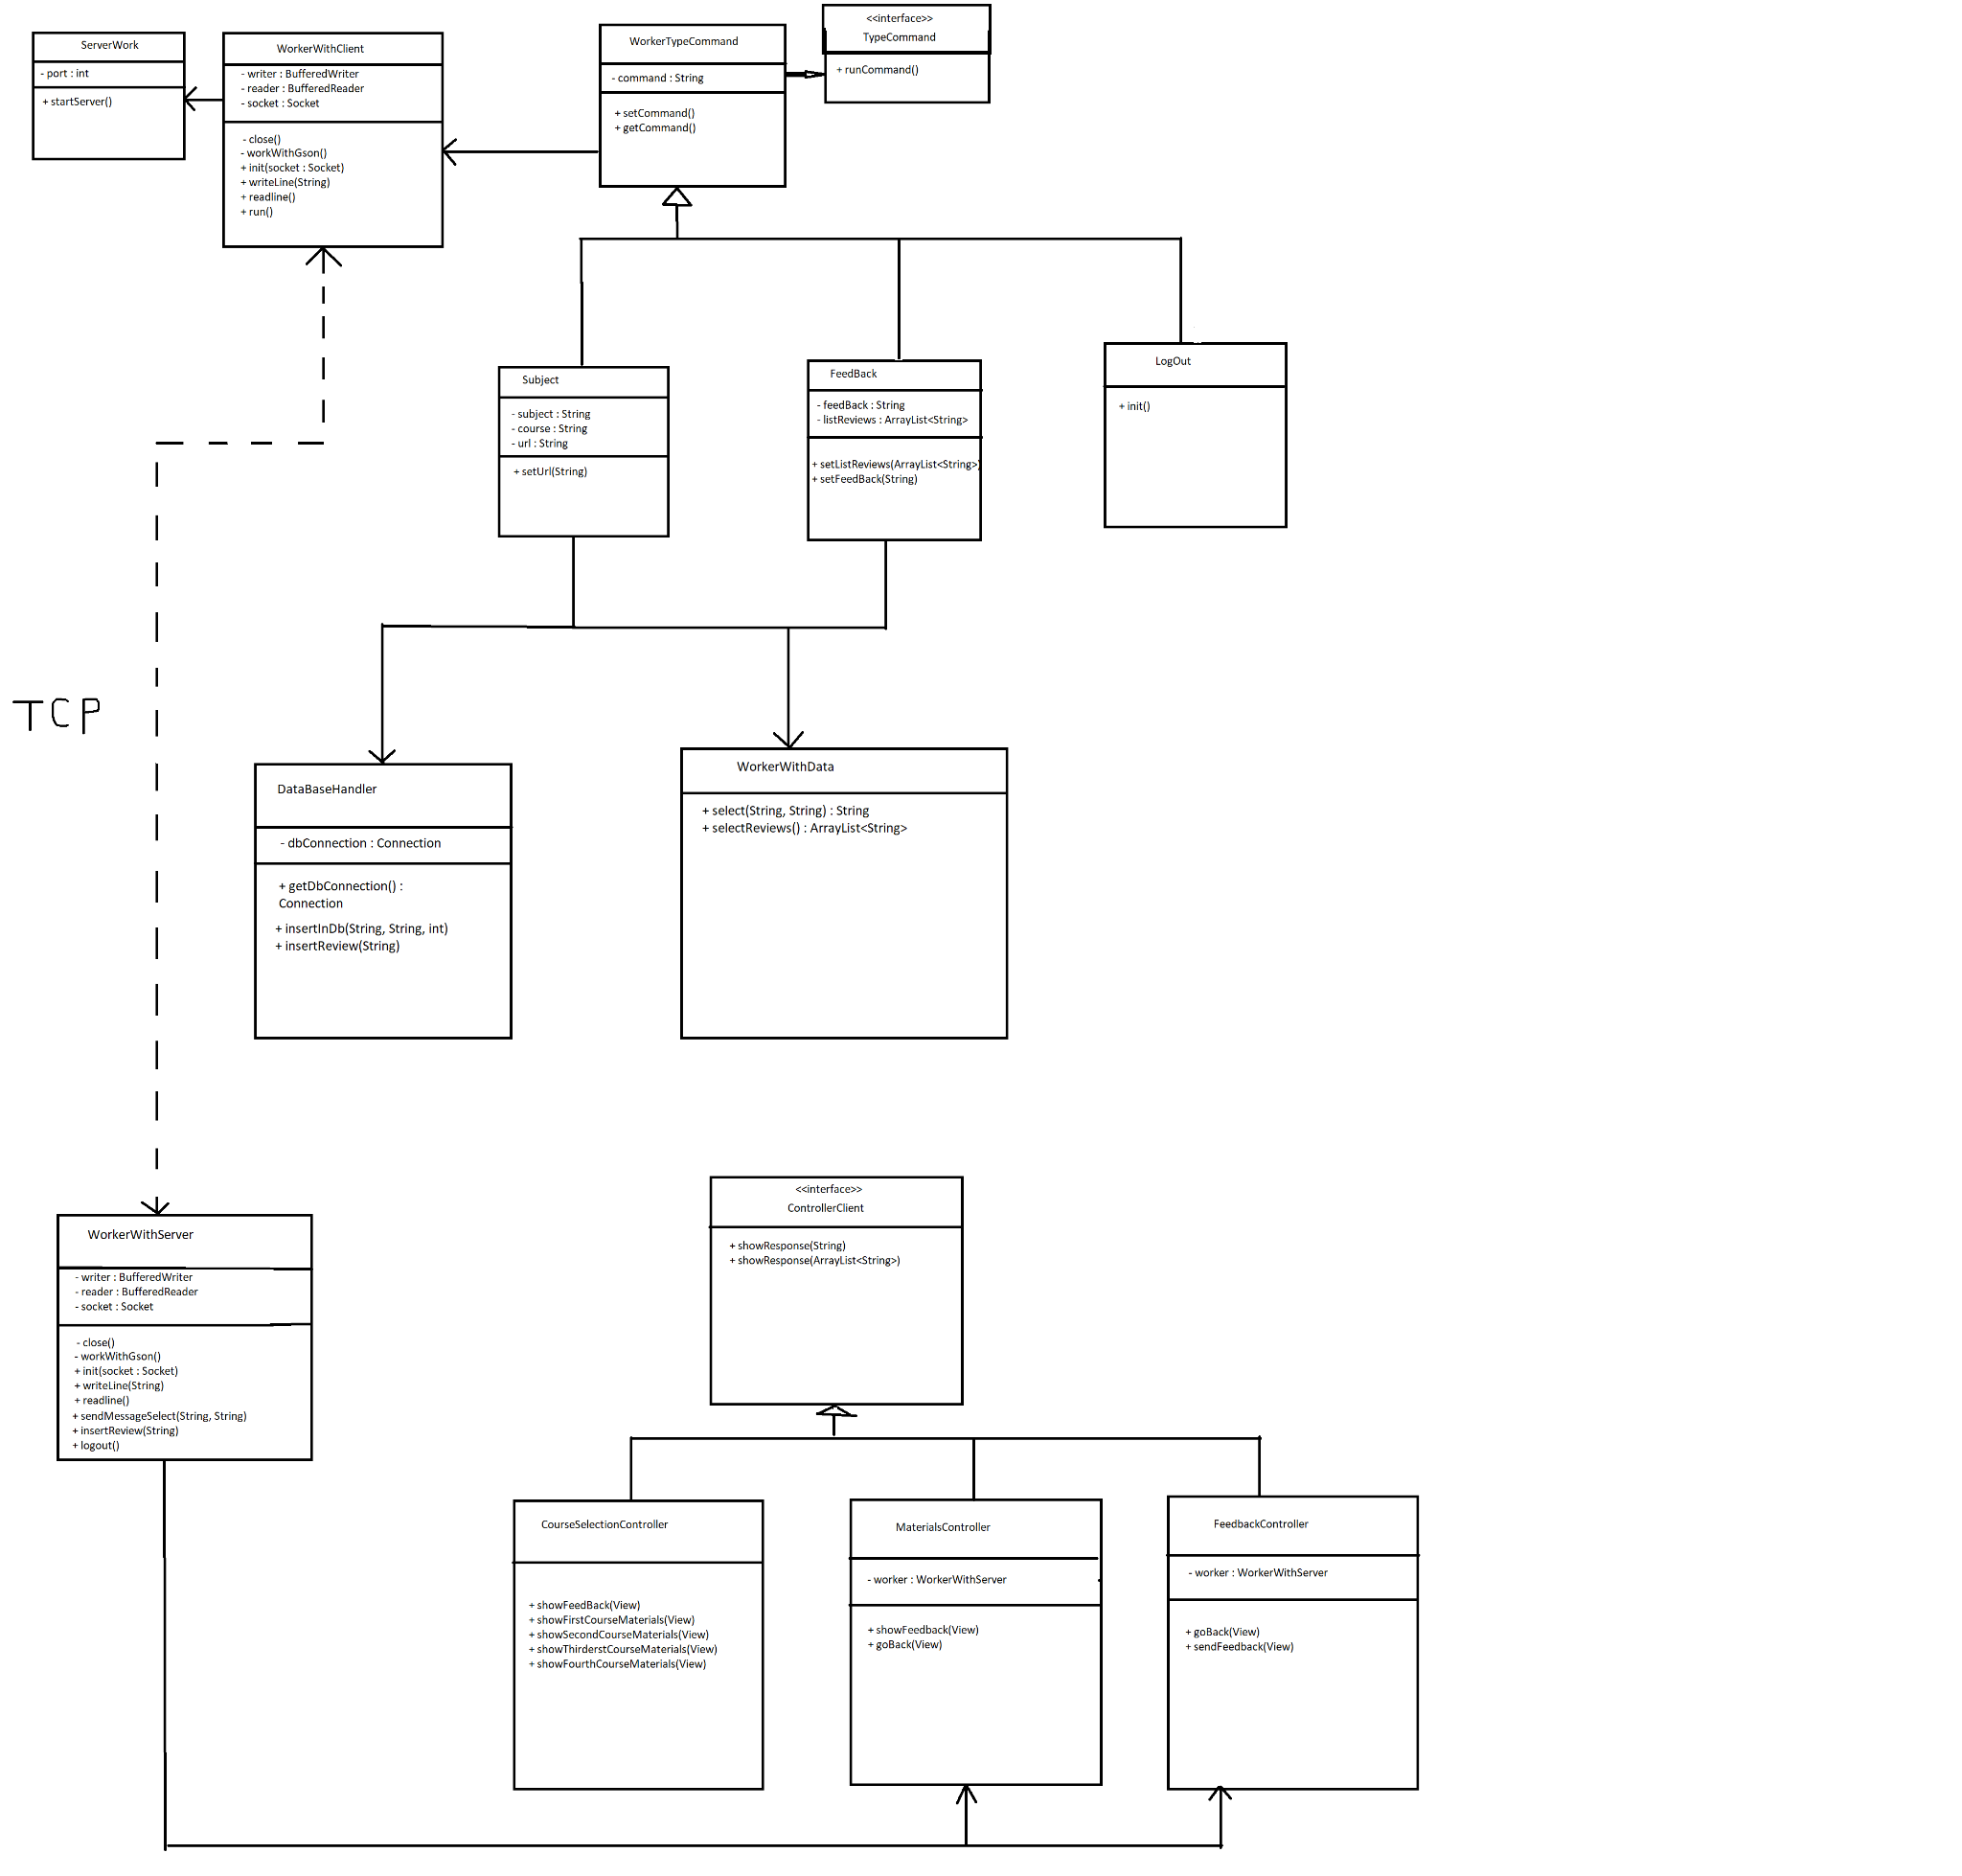 ServerWork
- port : int
+ startServer()
WorkerWithClient
- writer : BufferedWriter
- reader : BufferedReader
- socket : Socket
- close()
- workWithGson()
+ init(socket : Socket)
+ writeLine(String)
+ readline()
+ run()
WorkerTypeCommand
- command : String
+ setCommand()
+ getCommand()
<<interface>>
TypeCommand
+ runCommand()
Subject
- subject : String
- course : String
- url : String
+ setUrl(String)
FeedBack
- feedBack : String
- listReviews : ArrayList<String>
+ setListReviews(ArrayList<String>)
+ setFeedBack(String)
LogOut
+ init()
TCP
DataBaseHandler
- dbConnection : Connection
+ getDbConnection() :
Connection
+ insertInDb(String, String, int)
+ insertReview(String)
WorkerWithData
+ select(String, String) : String
+ selectReviews() : ArrayList<String>
WorkerWithServer
- writer : BufferedWriter
- reader : BufferedReader
- socket : Socket
- close()
- workWithGson()
+ init(socket : Socket)
+ writeLine(String)
+ readline()
+ sendMessageSelect(String, String)
+ insertReview(String)
+ logout()
<<interface>>
ControllerClient
+ showResponse(String)
+ showResponse(ArrayList<String>)
CourseSelectionController
+ showFeedBack(View)
+ showFirstCourseMaterials(View)
+ showSecondCourseMaterials(View)
+ showThirderstCourseMaterials(View)
+ showFourthCourseMaterials(View)
MaterialsController
- worker : WorkerWithServer
+ showFeedback(View)
+ goBack(View)
FeedbackController
- worker : WorkerWithServer
+ goBack(View)
+ sendFeedback(View)